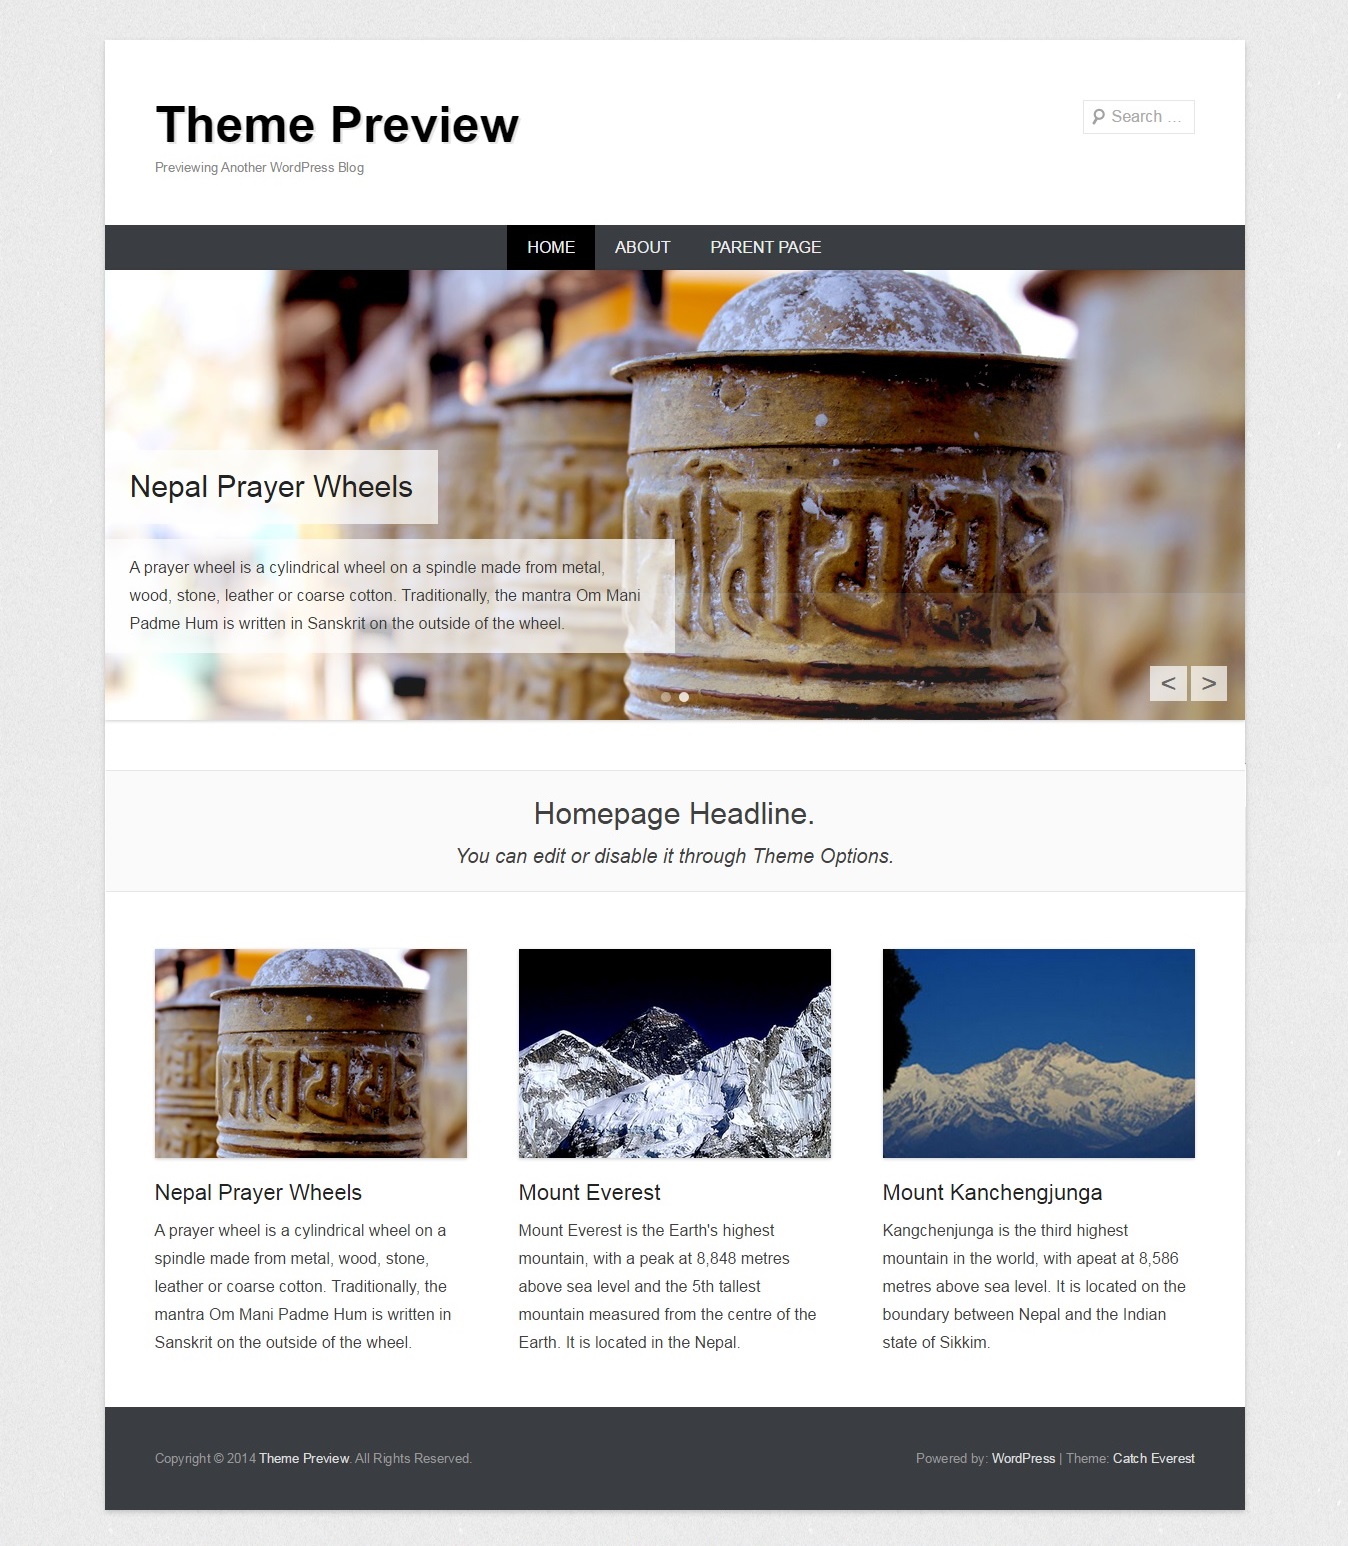 Theme Preview
Search …
Previewing Another WordPress Blog
HOME ABOUT PARENT PAGE
Nepal Prayer Wheels
A prayer wheel is a cylindrical wheel on a spindle made from metal,
wood, stone, leather or coarse cotton. Traditionally, the mantra Om Mani
Padme Hum is written in Sanskrit on the outside of the wheel.
< >
Homepage Headline.
You can edit or disable it through Theme Options.
Nepal Prayer Wheels
A prayer wheel is a cylindrical wheel on a
spindle made from metal, wood, stone,
leather or coarse cotton. Traditionally, the
mantra Om Mani Padme Hum is written in
Sanskrit on the outside of the wheel.
Mount Everest
Mount Everest is the Earth's highest
mountain, with a peak at 8,848 metres
above sea level and the 5th tallest
mountain measured from the centre of the
Earth. It is located in the Nepal.
Mount Kanchengjunga
Kangchenjunga is the third highest
mountain in the world, with apeat at 8,586
metres above sea level. It is located on the
boundary between Nepal and the Indian
state of Sikkim.
Copyright © 2014 Theme Preview. All Rights Reserved.
Powered by: WordPress | Theme: Catch Everest